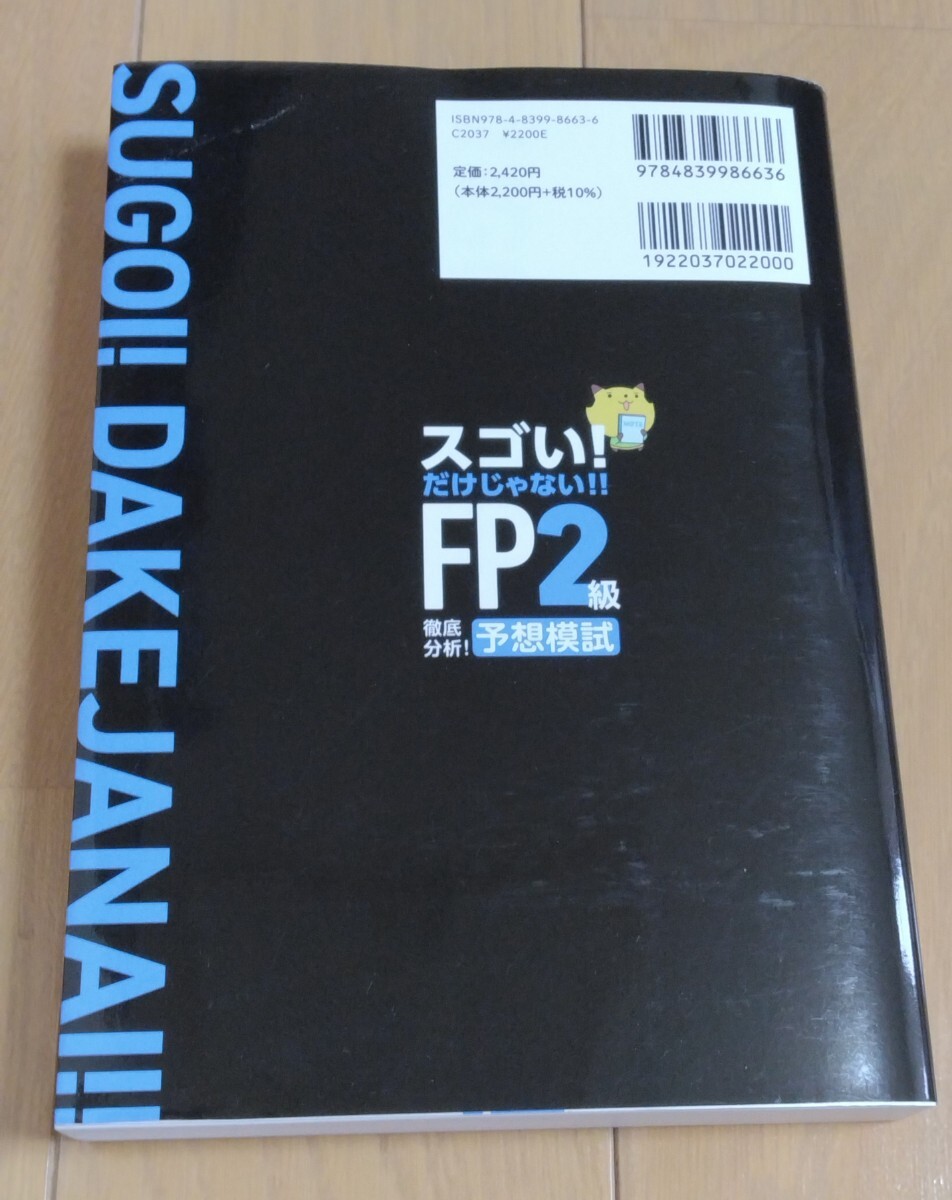 SUGOI! DAKEJANAI!!
ISBN978-4-8399-8663-6
C2037 ¥2200E
定価:2,420円
(本体2,200円+税10%)
9784839986636
1922037022000
スゴい!
だけじゃない!!
FP2級
徹底
分析!
予想模試